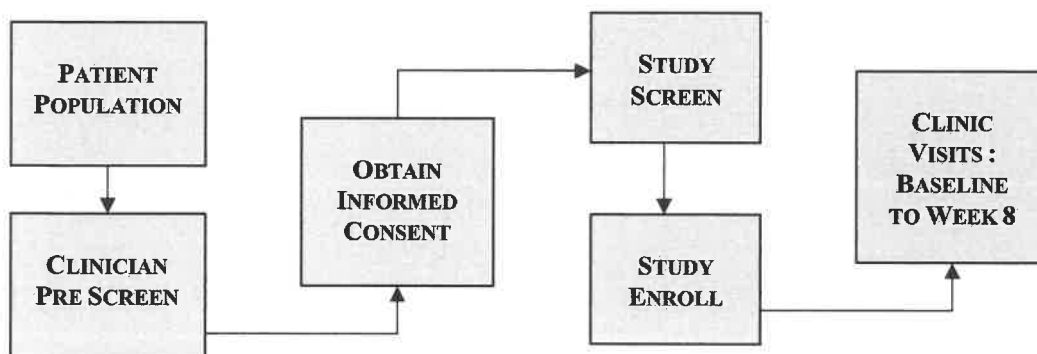 PATIENT
POPULATION
CLINICIAN
PRE SCREEN
OBTAIN
INFORMED
CONSENT
STUDY
SCREEN
STUDY
ENROLL
CLINIC
VISITS :
BASELINE
TO WEEK 8